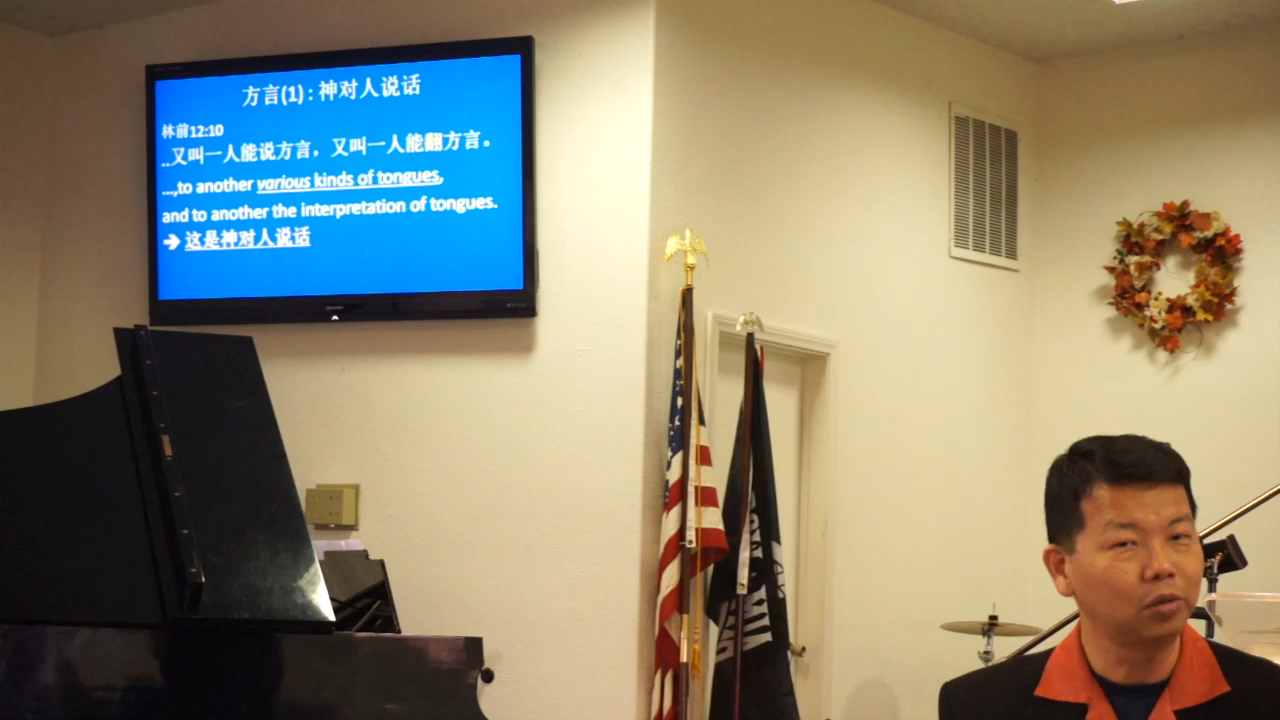 方言(1) : 神对人说话
林前12:10
..又叫一人能说方言，又叫一人能翻方言。
...,to another various kinds of tongues,
and to another the interpretation of tongues.
➔ 这是神对人说话